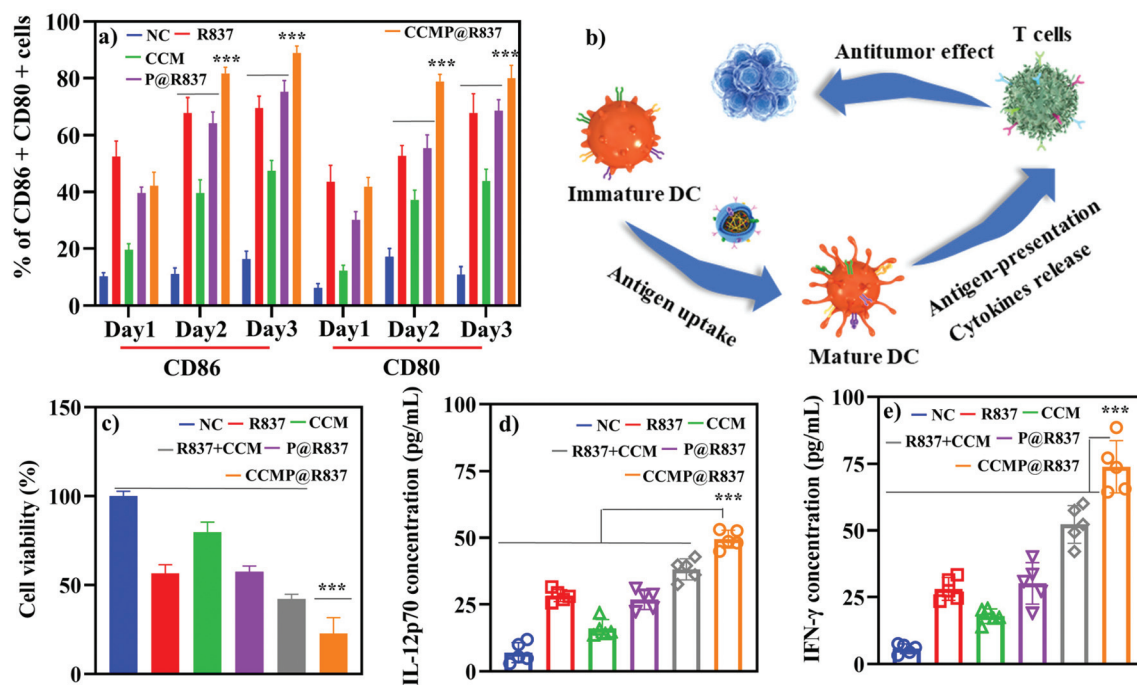 a)
NC R837 CCMP@R837
CCM
P@R837
% of CD86 + CD80 + cells
100
80
60
40
20
0
*** *** *** ***
Day1 Day2 Day3 Day1 Day2 Day3
CD86 CD80
b)
Antitumor effect
T cells
Immature DC
Antigen uptake
Mature DC
Antigen-presentation
Cytokines release
c)
NC R837 CCM
R837+CCM P@R837
CCMP@R837
Cell viability (%)
150
100
50
0
***
d)
NC R837 CCM
R837+CCM P@R837
CCMP@R837
IL-12p70 concentration (pg/mL)
100
75
50
25
0
***
e)
NC R837 CCM
R837+CCM P@R837
CCMP@R837
IFN-γ concentration (pg/mL)
100
75
50
25
0
***